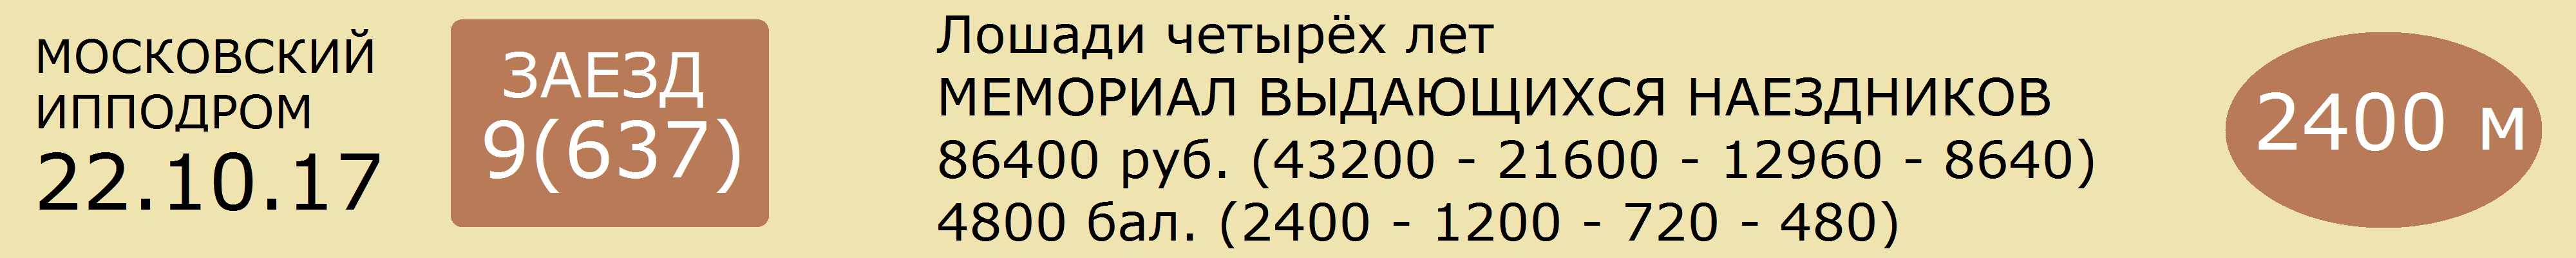 МОСКОВСКИЙ
ИППОДРОМ
22.10.17
ЗАЕЗД
9(637)
Лошади четырёх лет
МЕМОРИАЛ ВЫДАЮЩИХСЯ НАЕЗДНИКОВ
86400 руб. (43200 - 21600 - 12960 - 8640)
4800 бал. (2400 - 1200 - 720 - 480)
2400 м